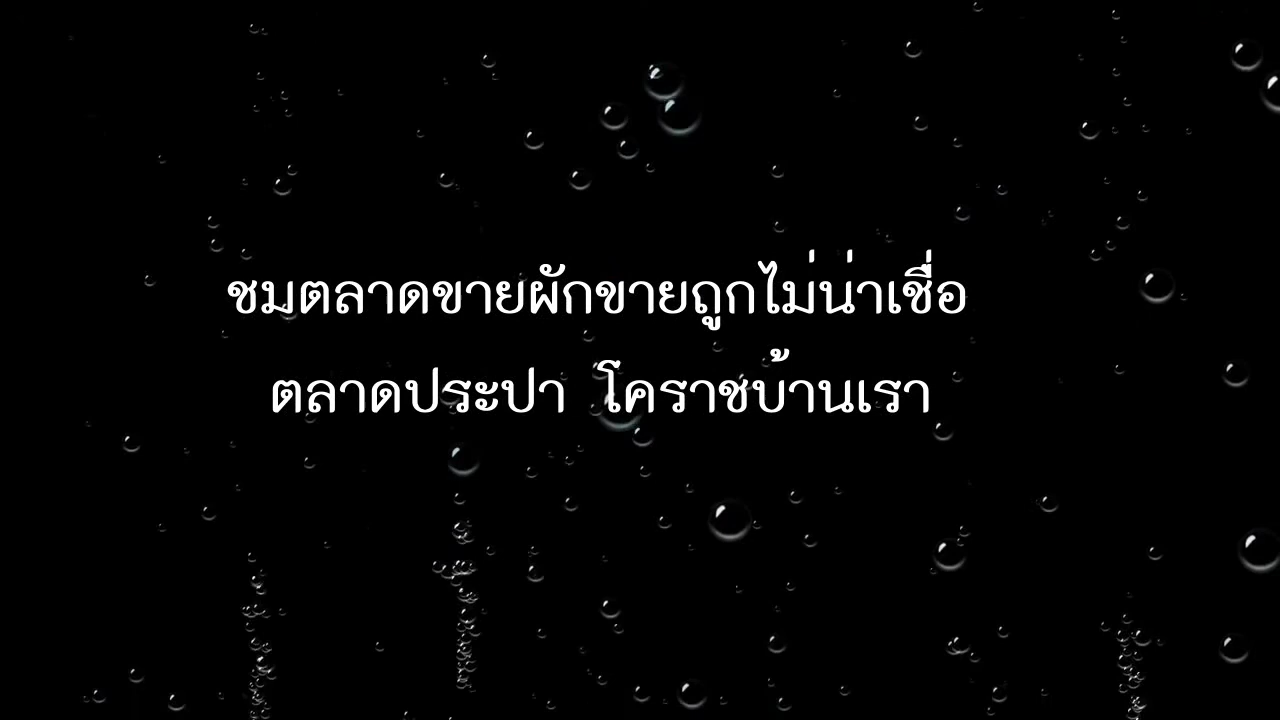 ชมตลาดขายผักขายถูกไม่น่าเชื่อ
ตลาดประปา โคราชบ้านเรา